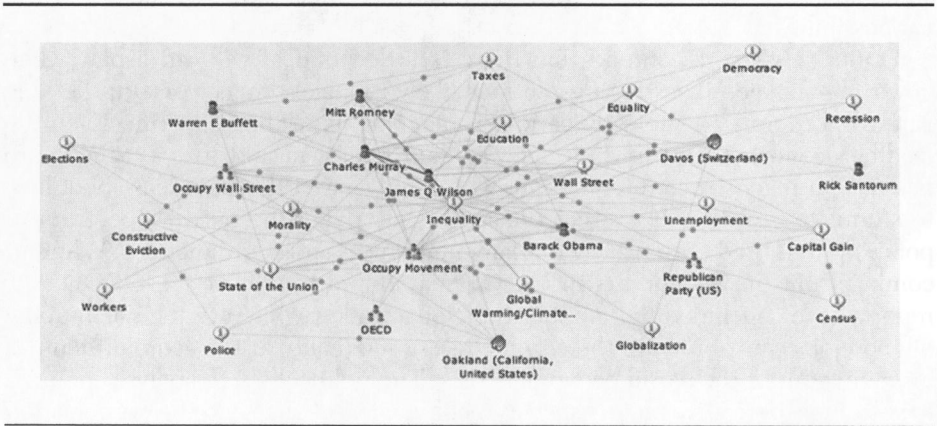 Taxes
Democracy
Equality
Mitt Romney
Warren E Buffett
Recession
Education
Elections
Davos (Switzerland)
Charles Murray
Wall Street
Rick Santorum
Occupy Wall Street
James Q Wilson
Inequality
Morality
Unemployment
Constructive
Eviction
Barack Obama
Capital Gain
Occupy Movement
State of the Union
Republican
Party (US)
Global
Warming/Climate...
Workers
Census
OECD
Police
Globalization
Oakland (California,
United States)